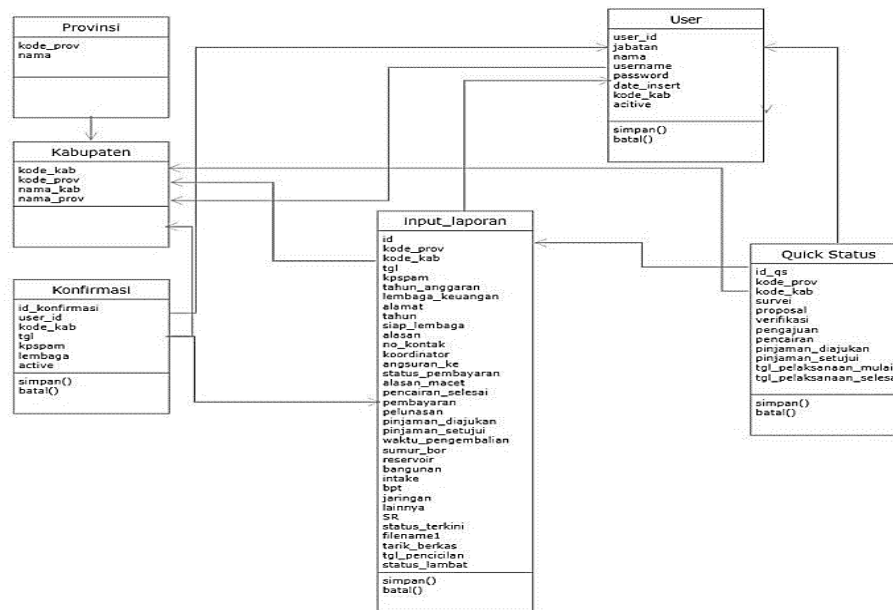 Provinsi
kode_prov
nama
User
user_id
jabatan
nama
username
password
date_insert
kode_kab
acitive
simpan()
batal()
Kabupaten
kode_kab
kode_prov
nama_kab
nama_prov
Konfirmasi
id_konfirmasi
user_id
kode_kab
tgl
kpspam
lembaga
active
simpan()
batal()
Input_laporan
id
kode_prov
kode_kab
tgl
kpspam
tahun_anggaran
lembaga_keuangan
alamat
tahun
siap_lembaga
alasan
no_kontak
koordinator
angsuran_ke
status_pembayaran
alasan_macet
pencairan_selesai
pembayaran
pelunasan
pinjaman_diajukan
pinjaman_setujui
waktu_pengembalian
sumur_bor
reservoir
bangunan
intake
bpt
jaringan
lainnya
SR
status_terkini
filename1
tarik_berkas
tgl_pencicilan
status_lambat
simpan()
batal()
Quick Status
id_qs
kode_prov
kode_kab
survei
proposal
verifikasi
pengajuan
pencairan
pinjaman_diajukan
pinjaman_setujui
tgl_pelaksanaan_mulai
tgl_pelaksanaan_selesa
simpan()
batal()